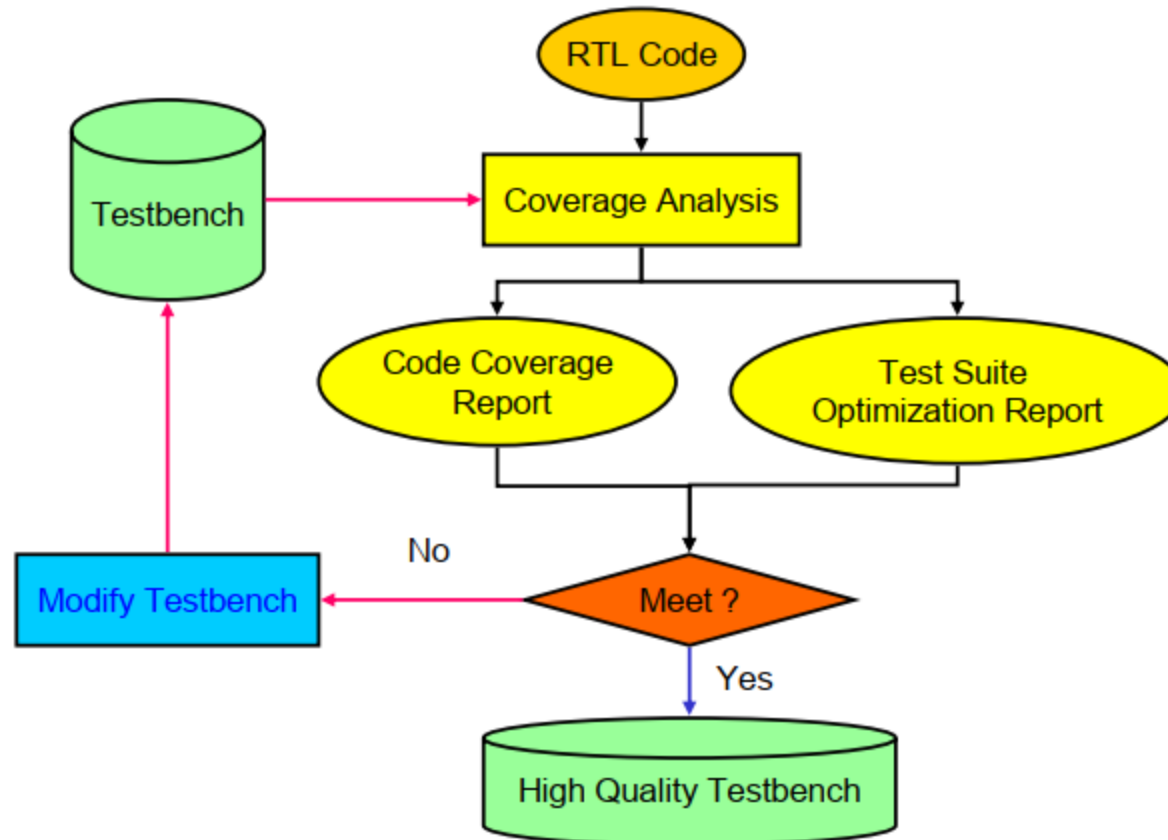 RTL Code
Testbench
Coverage Analysis
Code Coverage
Report
Test Suite
Optimization Report
No
Modify Testbench
Meet ?
Yes
High Quality Testbench